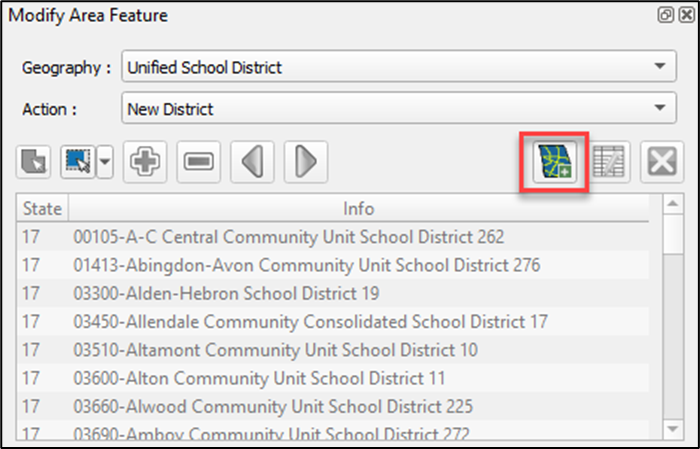 Modify Area Feature
Geography : Unified School District
Action : New District
State Info
17 00105-A-C Central Community Unit School District 262
17 01413-Abingdon-Avon Community Unit School District 276
17 03300-Alden-Hebron School District 19
17 03450-Allendale Community Consolidated School District 17
17 03510-Altamont Community Unit School District 10
17 03600-Alton Community Unit School District 11
17 03660-Alwood Community Unit School District 225
17 03690-Amboy Community Unit School District 272